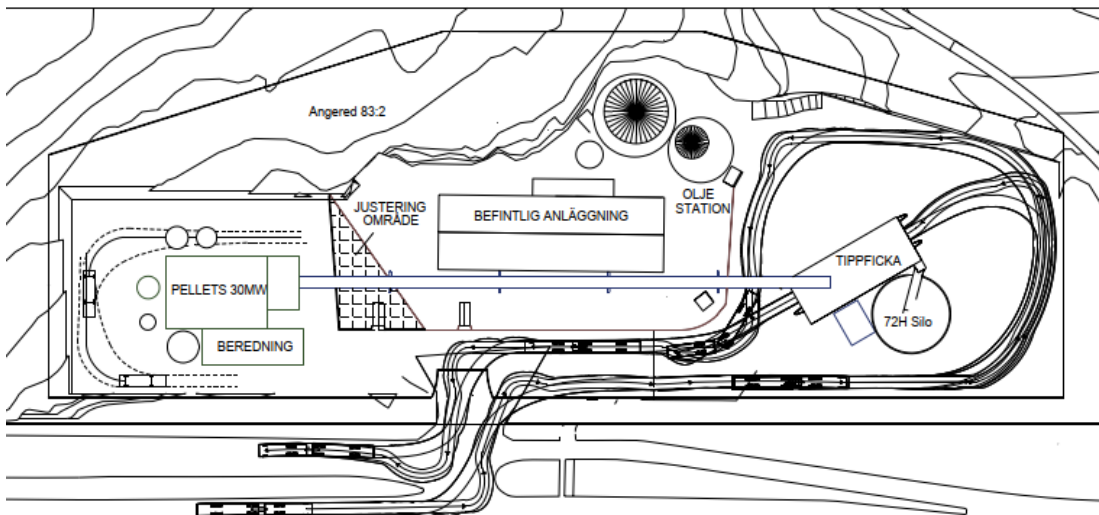 Angered 83:2
JUSTERING
OMRÅDE
BEFINTLIG ANLÄGGNING
OLJE
STATION
TIPPFICKA
PELLETS 30MW
72H Silo
BEREDNING